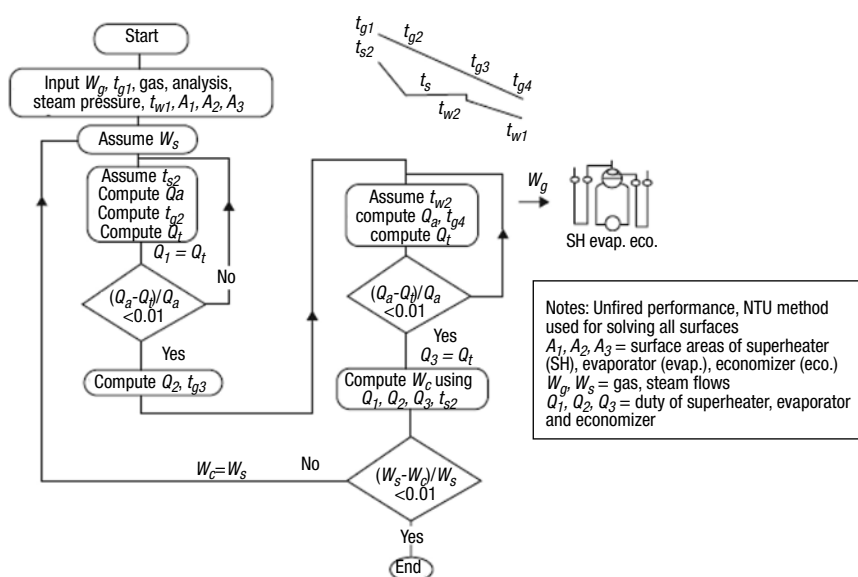 Start
Input Wg, tg1, gas, analysis,
steam pressure, tw1, A1, A2, A3
Assume Ws
Assume ts2
Compute Qa
Compute tg2
Compute Qt
Q1 = Qt
No
(Qa-Qt)/Qa
<0.01
Yes
Compute Q2, tg3
tg1
tg2
ts2
tg3
ts
tg4
tw2
tw1
Assume tw2
compute Qa, tg4
compute Qt
Wg
SH evap. eco.
(Qa-Qt)/Qa
<0.01
Yes
Q3 = Qt
Compute Wc using
Q1, Q2, Q3, ts2
Wc=Ws
No
(Ws-Wc)/Ws
<0.01
Yes
End
Notes: Unfired performance, NTU method
used for solving all surfaces
A1, A2, A3 = surface areas of superheater
(SH), evaporator (evap.), economizer (eco.)
Wg, Ws = gas, steam flows
Q1, Q2, Q3 = duty of superheater, evaporator
and economizer